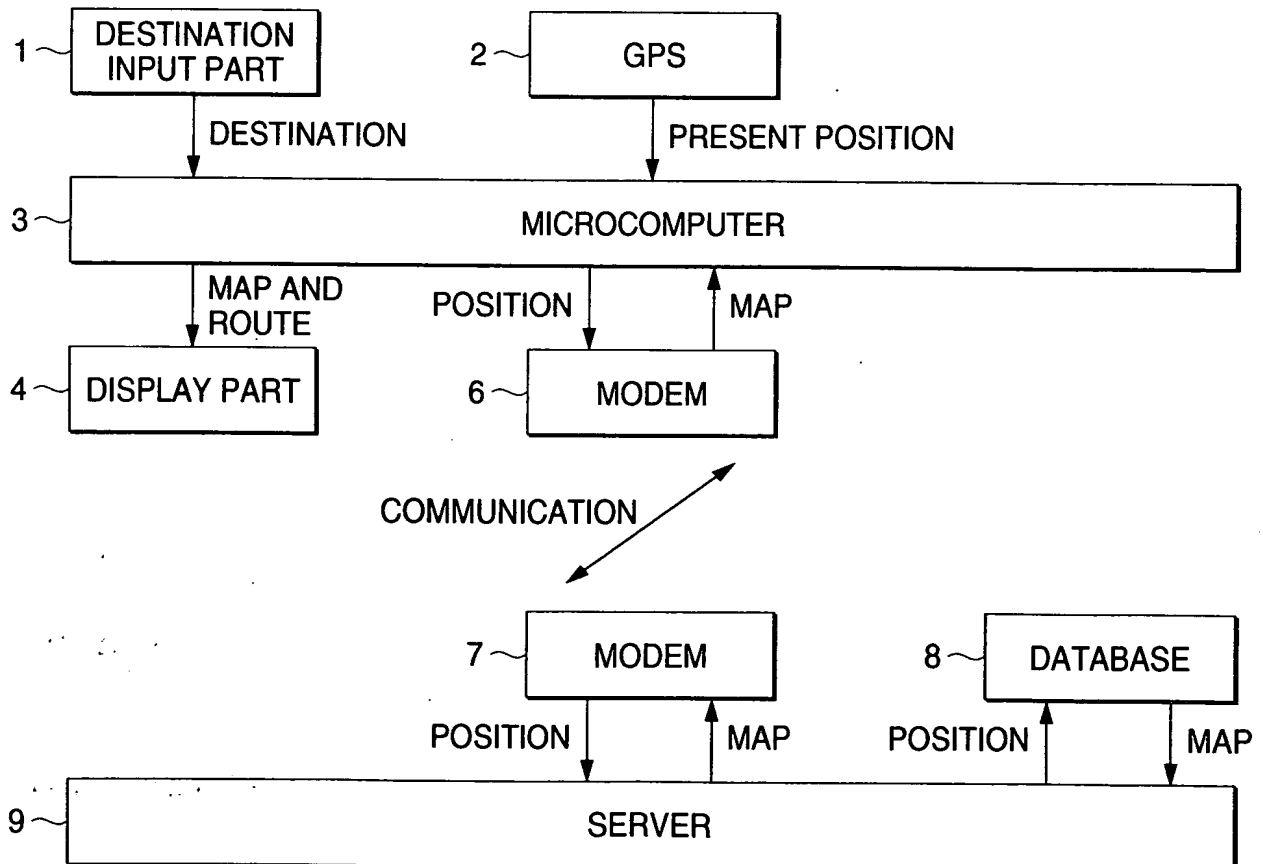 1
DESTINATION
INPUT PART
2
GPS
DESTINATION
PRESENT POSITION
3
MICROCOMPUTER
MAP AND
ROUTE
POSITION
MAP
4
DISPLAY PART
6
MODEM
COMMUNICATION
7
MODEM
8
DATABASE
POSITION
MAP
POSITION
MAP
9
SERVER